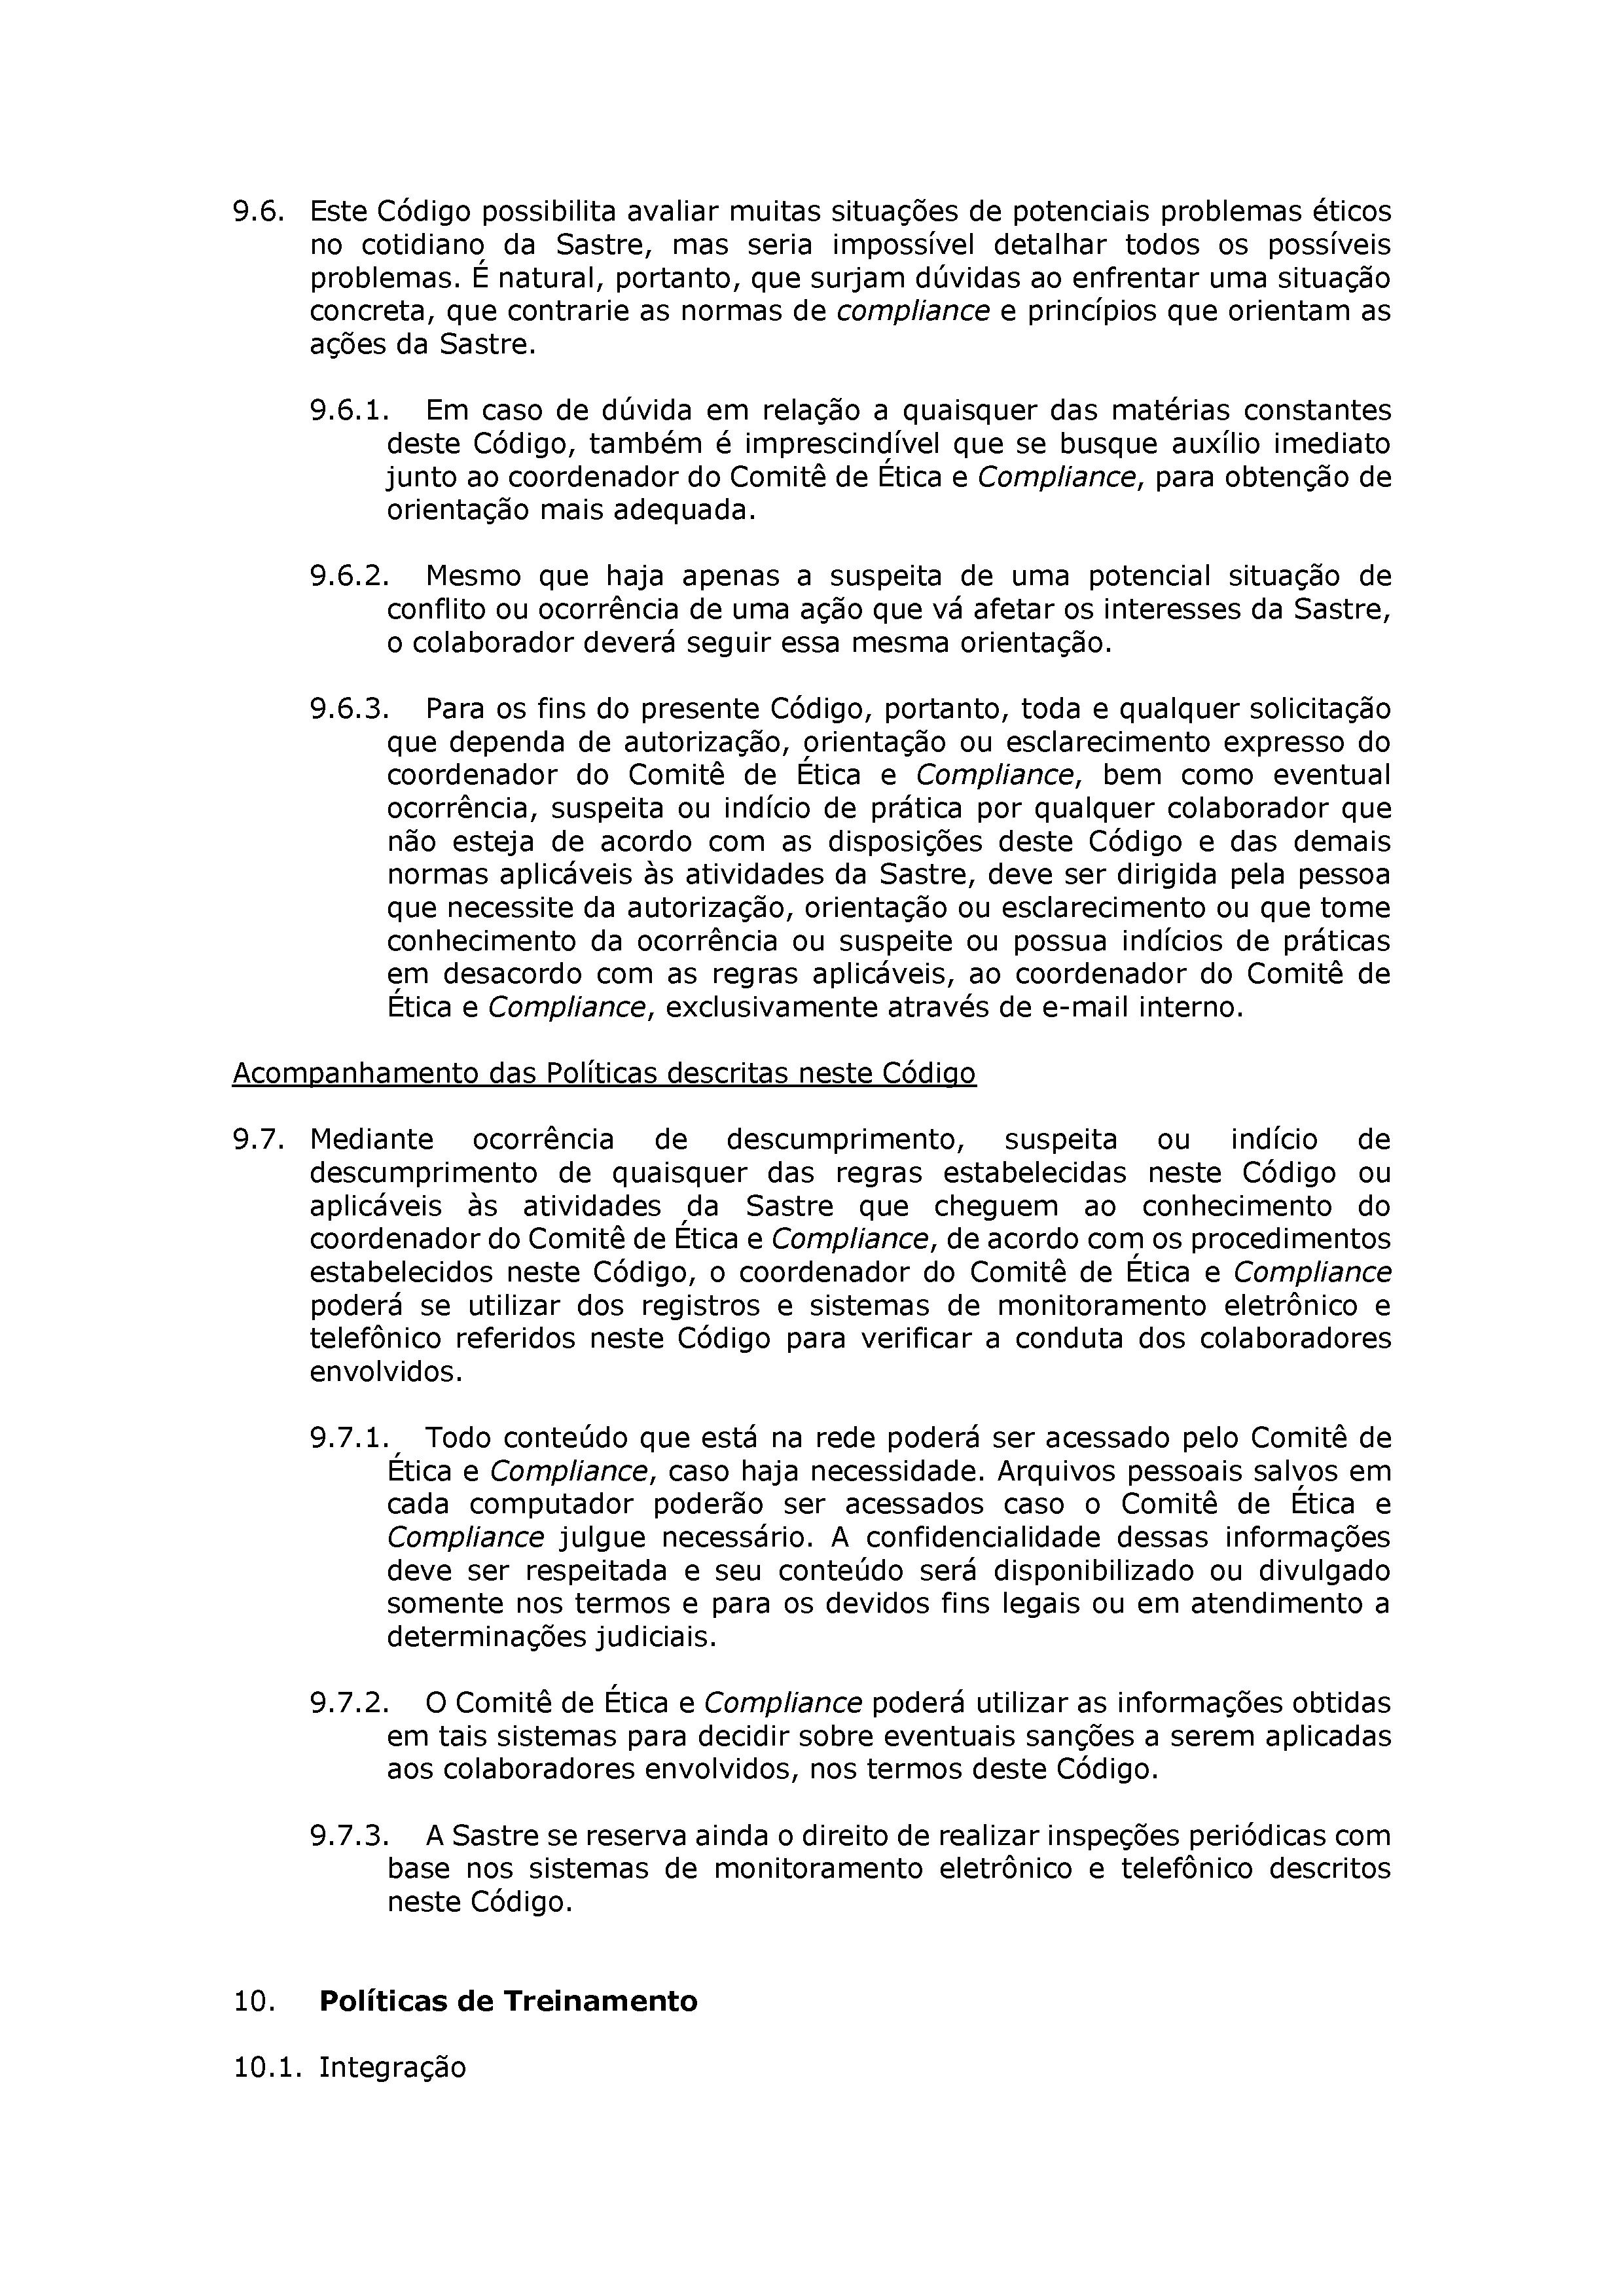 9.6. Este Código possibilita avaliar muitas situações de potenciais problemas éticos
no cotidiano da Sastre, mas seria impossível detalhar todos os possíveis
problemas. É natural, portanto, que surjam dúvidas ao enfrentar uma situação
concreta, que contrarie as normas de compliance e princípios que orientam as
ações da Sastre.
9.6.1. Em caso de dúvida em relação a quaisquer das matérias constantes
deste Código, também é imprescindível que se busque auxílio imediato
junto ao coordenador do Comitê de Ética e Compliance, para obtenção de
orientação mais adequada.
9.6.2. Mesmo que haja apenas a suspeita de uma potencial situação de
conflito ou ocorrência de uma ação que vá afetar os interesses da Sastre,
o colaborador deverá seguir essa mesma orientação.
9.6.3. Para os fins do presente Código, portanto, toda e qualquer solicitação
que dependa de autorização, orientação ou esclarecimento expresso do
coordenador do Comitê de Ética e Compliance, bem como eventual
ocorrência, suspeita ou indício de prática por qualquer colaborador que
não esteja de acordo com as disposições deste Código e das demais
normas aplicáveis às atividades da Sastre, deve ser dirigida pela pessoa
que necessite da autorização, orientação ou esclarecimento ou que tome
conhecimento da ocorrência ou suspeite ou possua indícios de práticas
em desacordo com as regras aplicáveis, ao coordenador do Comitê de
Ética e Compliance, exclusivamente através de e-mail interno.
Acompanhamento das Políticas descritas neste Código
9.7. Mediante ocorrência de descumprimento, suspeita ou indício de
descumprimento de quaisquer das regras estabelecidas neste Código ou
aplicáveis às atividades da Sastre que cheguem ao conhecimento do
coordenador do Comitê de Ética e Compliance, de acordo com os procedimentos
estabelecidos neste Código, o coordenador do Comitê de Ética e Compliance
poderá se utilizar dos registros e sistemas de monitoramento eletrônico e
telefônico referidos neste Código para verificar a conduta dos colaboradores
envolvidos.
9.7.1. Todo conteúdo que está na rede poderá ser acessado pelo Comitê de
Ética e Compliance, caso haja necessidade. Arquivos pessoais salvos em
cada computador poderão ser acessados caso o Comitê de Ética e
Compliance julgue necessário. A confidencialidade dessas informações
deve ser respeitada e seu conteúdo será disponibilizado ou divulgado
somente nos termos e para os devidos fins legais ou em atendimento a
determinações judiciais.
9.7.2. O Comitê de Ética e Compliance poderá utilizar as informações obtidas
em tais sistemas para decidir sobre eventuais sanções a serem aplicadas
aos colaboradores envolvidos, nos termos deste Código.
9.7.3. A Sastre se reserva ainda o direito de realizar inspeções periódicas com
base nos sistemas de monitoramento eletrônico e telefônico descritos
neste Código.
10. Políticas de Treinamento
10.1. Integração